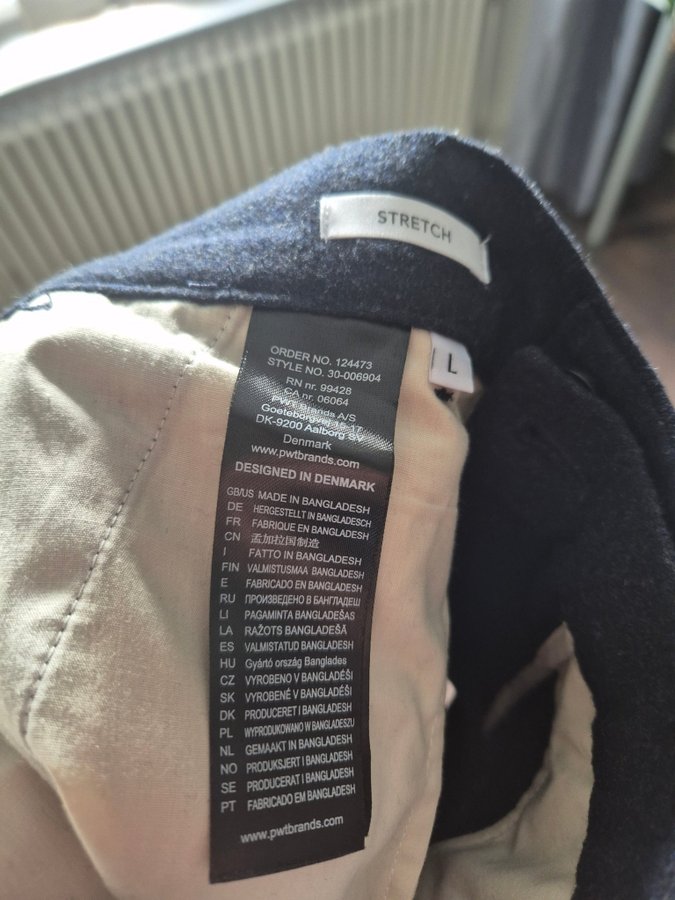 STRETCH
L
ORDER NO. 124473
STYLE NO. 30-006904
RN nr. 99428
CA nr. 06064
PWT Brands A/S
Goeteborgvej 15-17
DK-9200 Aalborg SV
Denmark
www.pwtbrands.com
DESIGNED IN DENMARK
GB/US MADE IN BANGLADESH
DE HERGESTELLT IN BANGLADESCH
FR FABRIQUE EN BANGLADESH
CN 孟加拉国制造
I FATTO IN BANGLADESH
FIN VALMISTUSMAA BANGLADESH
E FABRICADO EN BANGLADESH
RU ПРОИЗВЕДЕНО В БАНГЛАДЕШ
LI PAGAMINTA BANGLADEŠAS
LA RAŽOTS BANGLADEŠĀ
ES VALMISTATUD BANGLADESH
HU Gyártó ország Banglades
CZ VYROBENO V BANGLADÉŠI
SK VYROBENÉ V BANGLADÉŠI
DK PRODUCERET I BANGLADESH
PL WYPRODUKOWANO W BANGLADESZU
NL GEMAAKT IN BANGLADESH
NO PRODUKSJERT I BANGLADESH
SE PRODUCERAT I BANGLADESH
PT FABRICADO EM BANGLADESH
www.pwtbrands.com